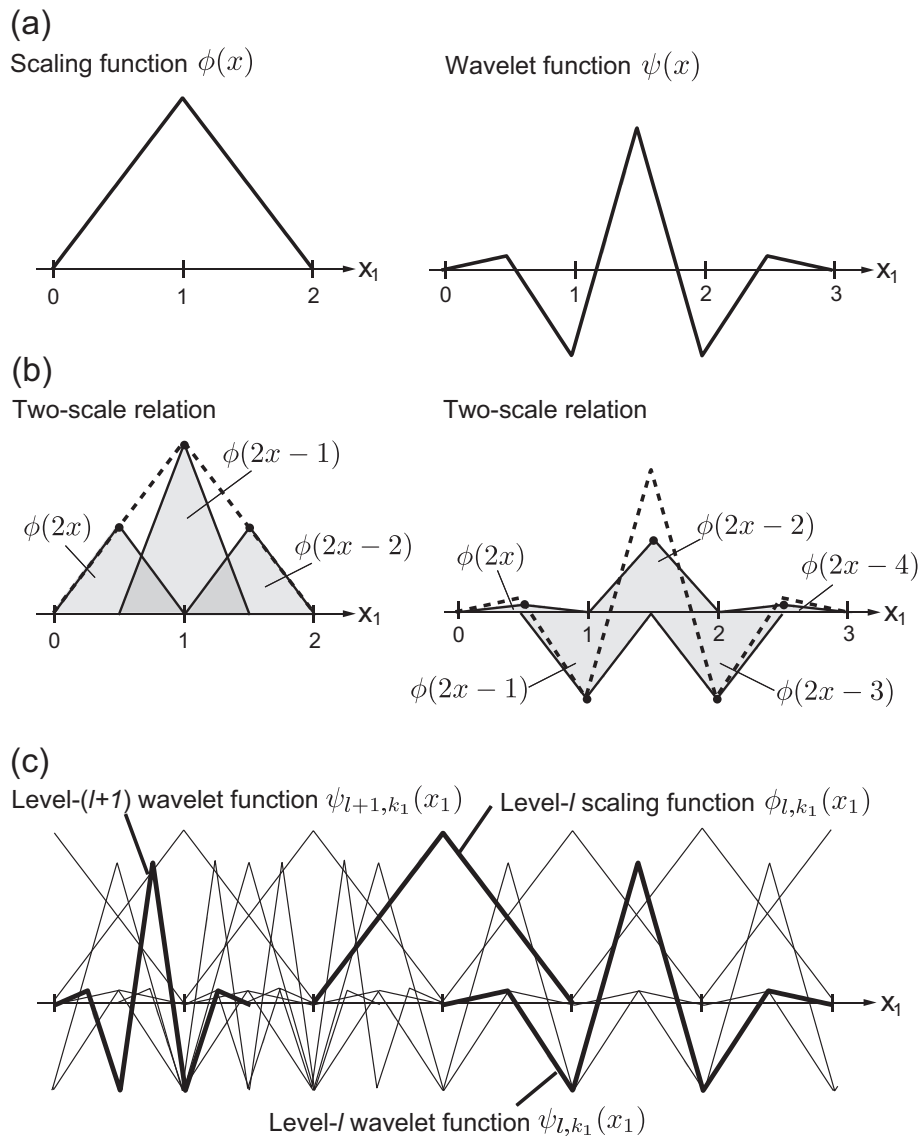 (a)
Scaling function ϕ(x)
Wavelet function ψ(x)
x₁
0 1 2
x₁
0 1 2 3
(b)
Two-scale relation
Two-scale relation
ϕ(2x − 1)
ϕ(2x)
ϕ(2x − 2)
x₁
0 1 2
ϕ(2x − 2)
ϕ(2x)
ϕ(2x − 4)
x₁
0 1 2 3
ϕ(2x − 1)
ϕ(2x − 3)
(c)
Level-(l+1) wavelet function ψₗ₊₁,ₖ₁(x₁)
Level-l scaling function ϕₗ,ₖ₁(x₁)
x₁
Level-l wavelet function ψₗ,ₖ₁(x₁)